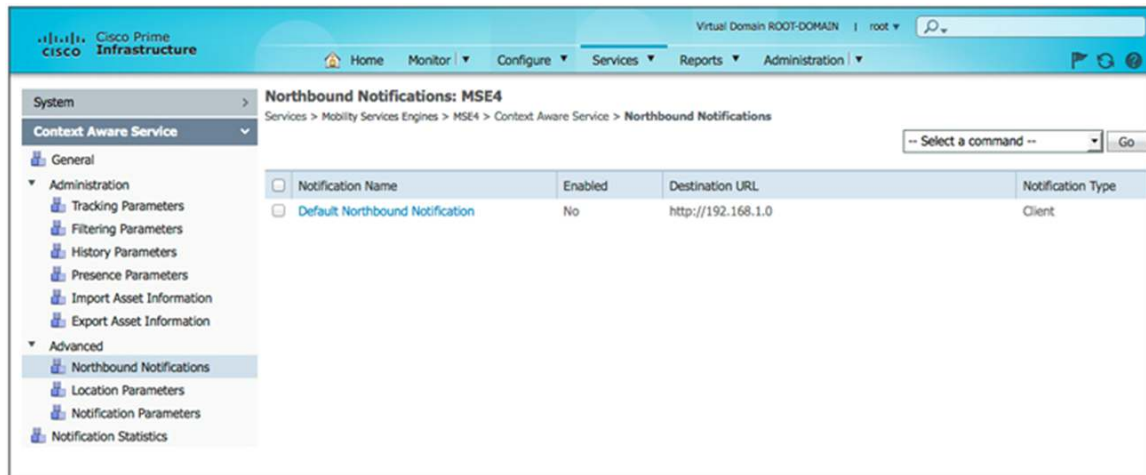 Virtual Domain ROOT-DOMAIN | root
CISCO Cisco Prime Infrastructure
Home Monitor Configure Services Reports Administration
System
Context Aware Service
General
Administration
Tracking Parameters
Filtering Parameters
History Parameters
Presence Parameters
Import Asset Information
Export Asset Information
Advanced
Northbound Notifications
Location Parameters
Notification Parameters
Notification Statistics
Northbound Notifications: MSE4
Services > Mobility Services Engines > MSE4 > Context Aware Service > Northbound Notifications
-- Select a command -- Go
Notification Name Enabled Destination URL Notification Type
Default Northbound Notification No http://192.168.1.0 Client